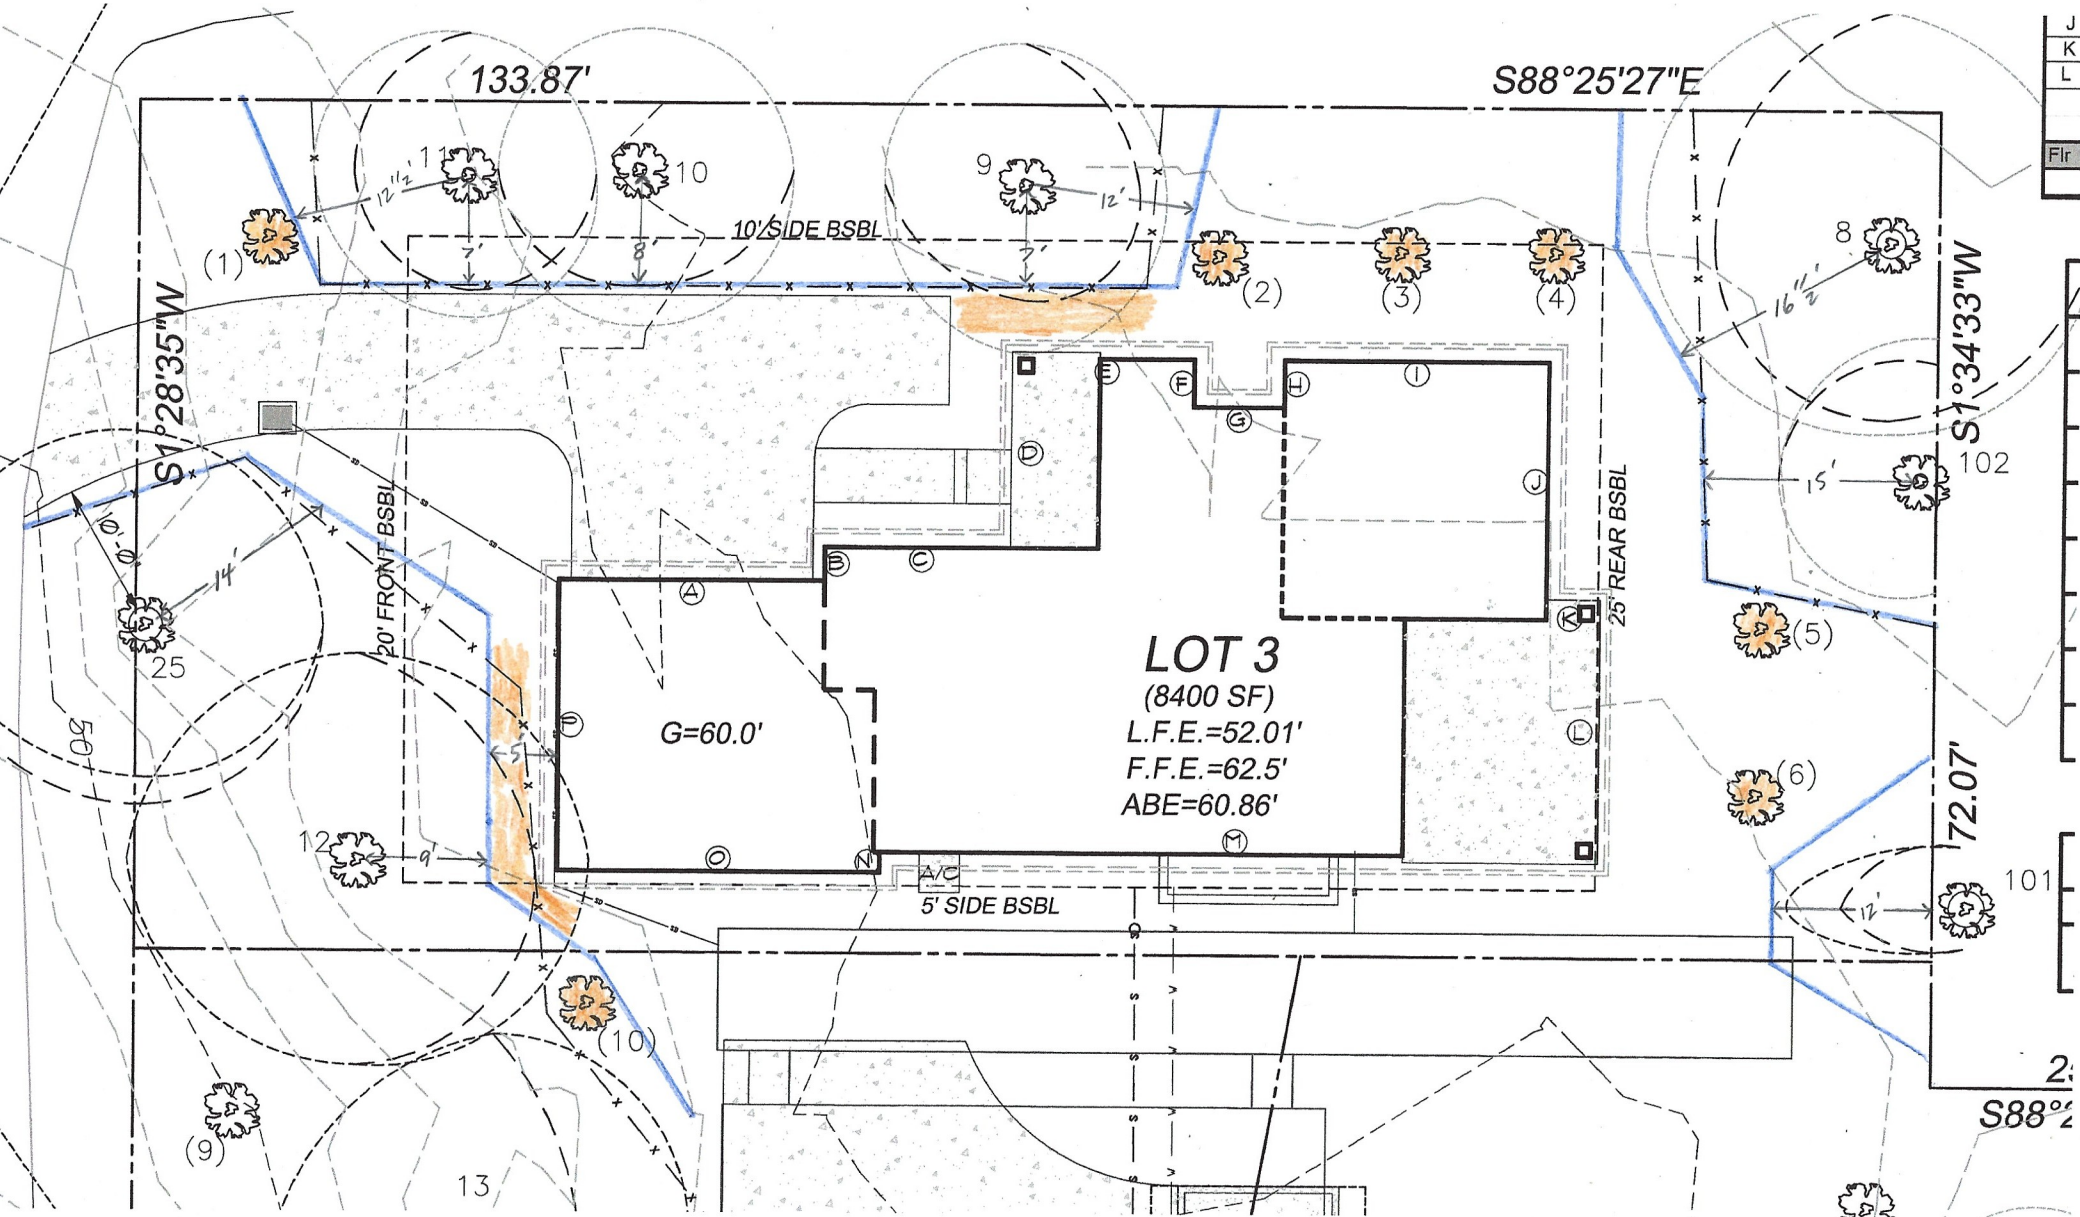 133.87'
S88°25'27"E
J
K
L
Flr
11
12½'
10
9
12'
7'
8'
7'
10' SIDE BSBL
(1)
(2)
(3)
(4)
8
16½'
S1°28'35"W
S1°34'33"W
E
F
G
H
I
D
J
102
15'
20' FRONT BSBL
25' REAR BSBL
10'-0"
14'
25
A
B
C
K
(5)
LOT 3
(8400 SF)
L.F.E.=52.01'
F.F.E.=62.5'
ABE=60.86'
G=60.0'
P
5'
L
50
(6)
72.07'
12
9'
O
N
M
A/C
5' SIDE BSBL
101
12'
(10)
(9)
13
S88°2